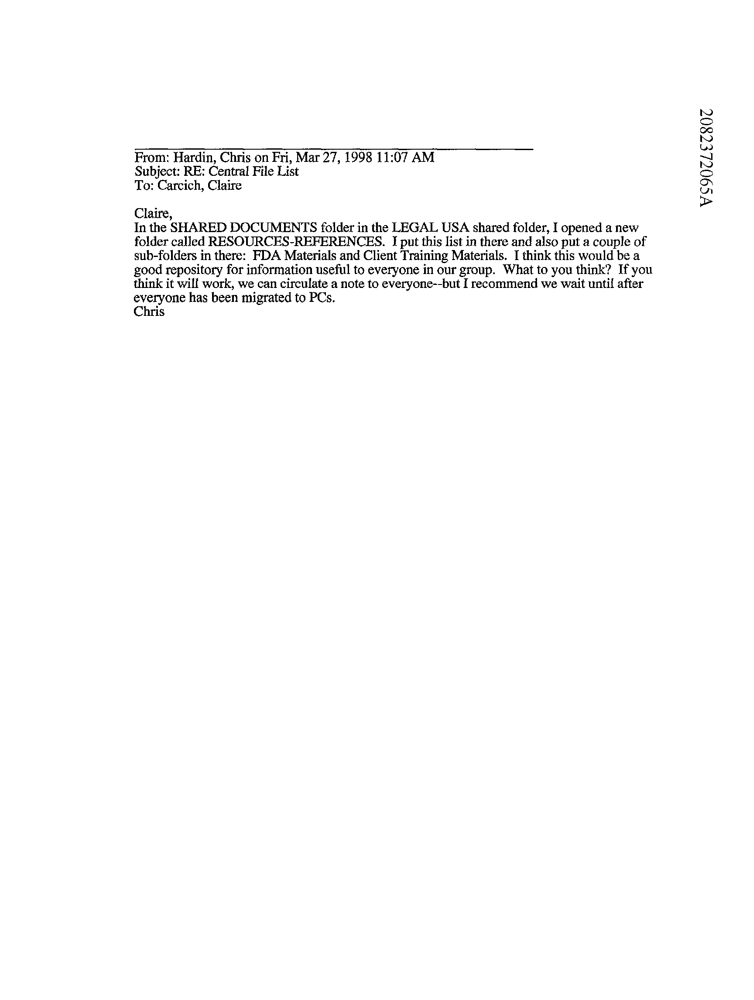 From: Hardin, Chris on Fri, Mar 27, 1998 11:07 AM
Subject: RE: Central File List
To: Carcich, Claire
Claire,
In the SHARED DOCUMENTS folder in the LEGAL USA shared folder, I opened a new
folder called RESOURCES-REFERENCES.  I put this list in there and also put a couple of
sub-folders in there:  FDA Materials and Client Training Materials.  I think this would be a
good repository for information useful to everyone in our group.  What to you think?  If you
think it will work, we can circulate a note to everyone--but I recommend we wait until after
everyone has been migrated to PCs.
Chris
2082372065A